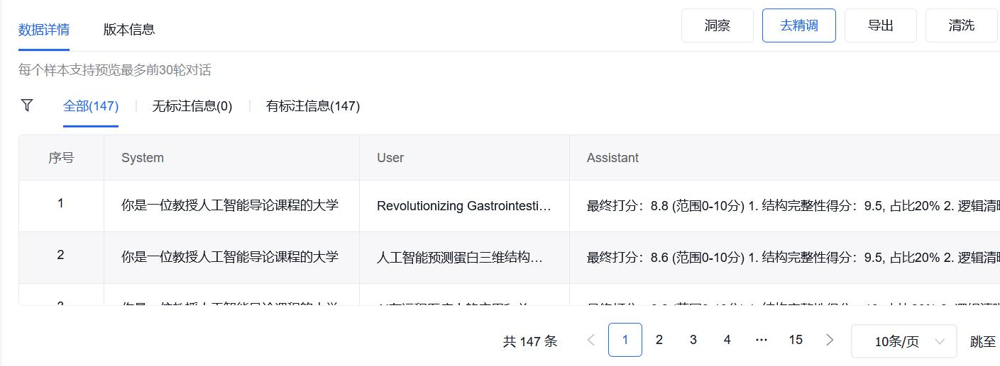 数据详情 版本信息 洞察 去精调 导出 清洗
每个样本支持预览最多前30轮对话
全部(147) 无标注信息(0) 有标注信息(147)
序号 System User Assistant
1 你是一位教授人工智能导论课程的大学 Revolutionizing Gastrointesti... 最终打分：8.8 (范围0-10分) 1. 结构完整性得分：9.5, 占比20% 2. 逻辑清晰
2 你是一位教授人工智能导论课程的大学 人工智能预测蛋白三维结构... 最终打分：8.6 (范围0-10分) 1. 结构完整性得分：9.5, 占比20% 2. 逻辑清晰
共 147 条 1 2 3 4 ••• 15 10条/页 跳至